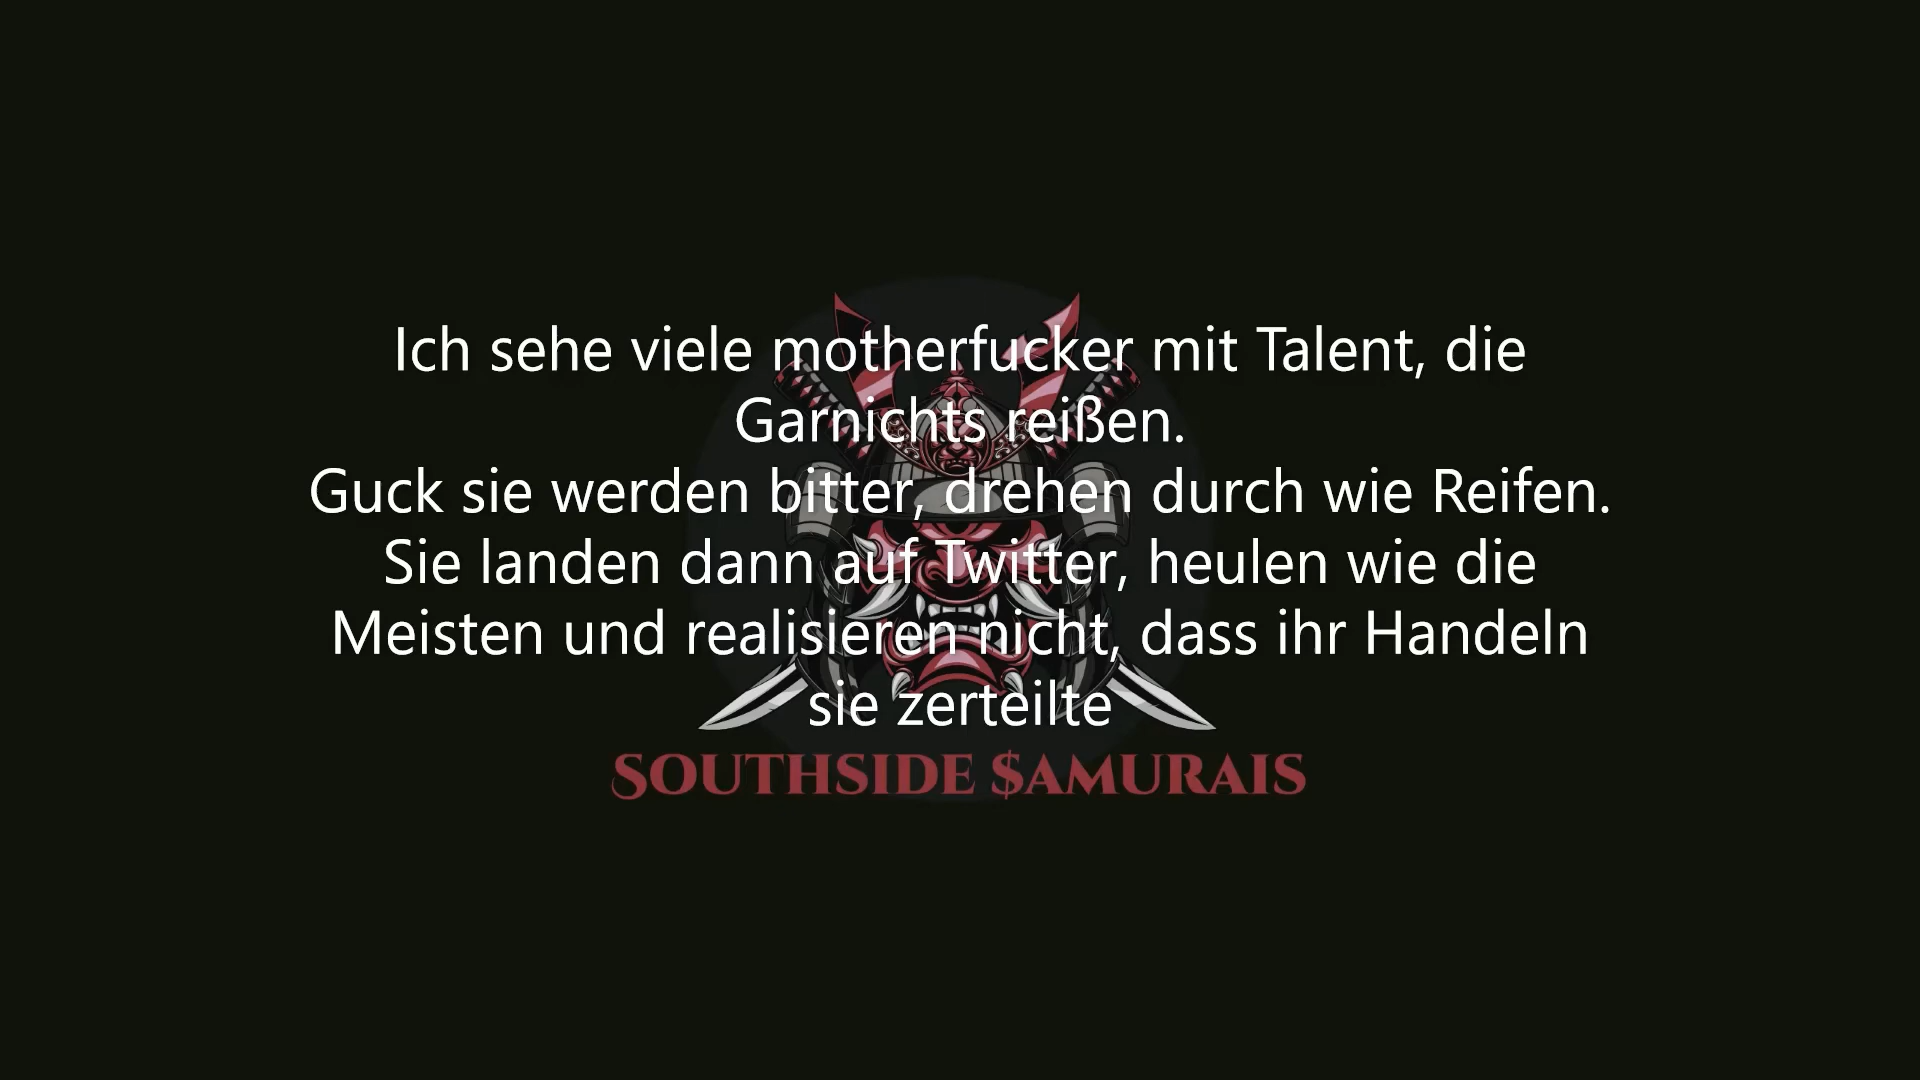 Ich sehe viele motherfucker mit Talent, die
Garnichts reißen.
Guck sie werden bitter, drehen durch wie Reifen.
Sie landen dann auf Twitter, heulen wie die
Meisten und realisieren nicht, dass ihr Handeln
sie zerteilte
SOUTHSIDE $AMURAIS